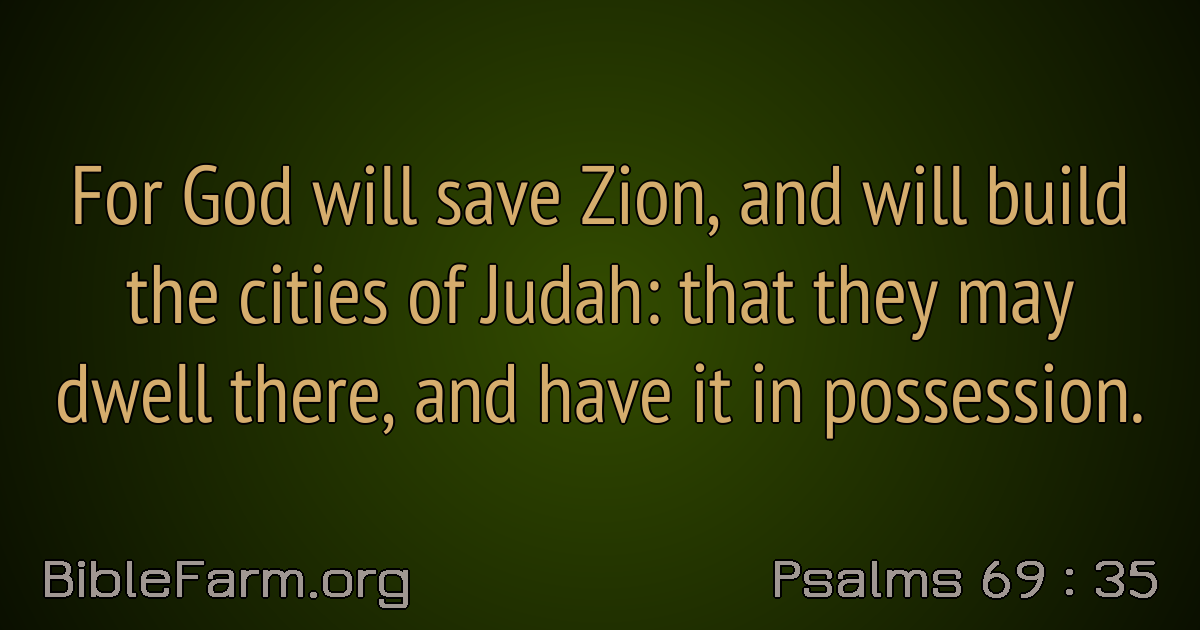 For God will save Zion, and will build
the cities of Judah: that they may
dwell there, and have it in possession.
BibleFarm.org
Psalms 69 : 35